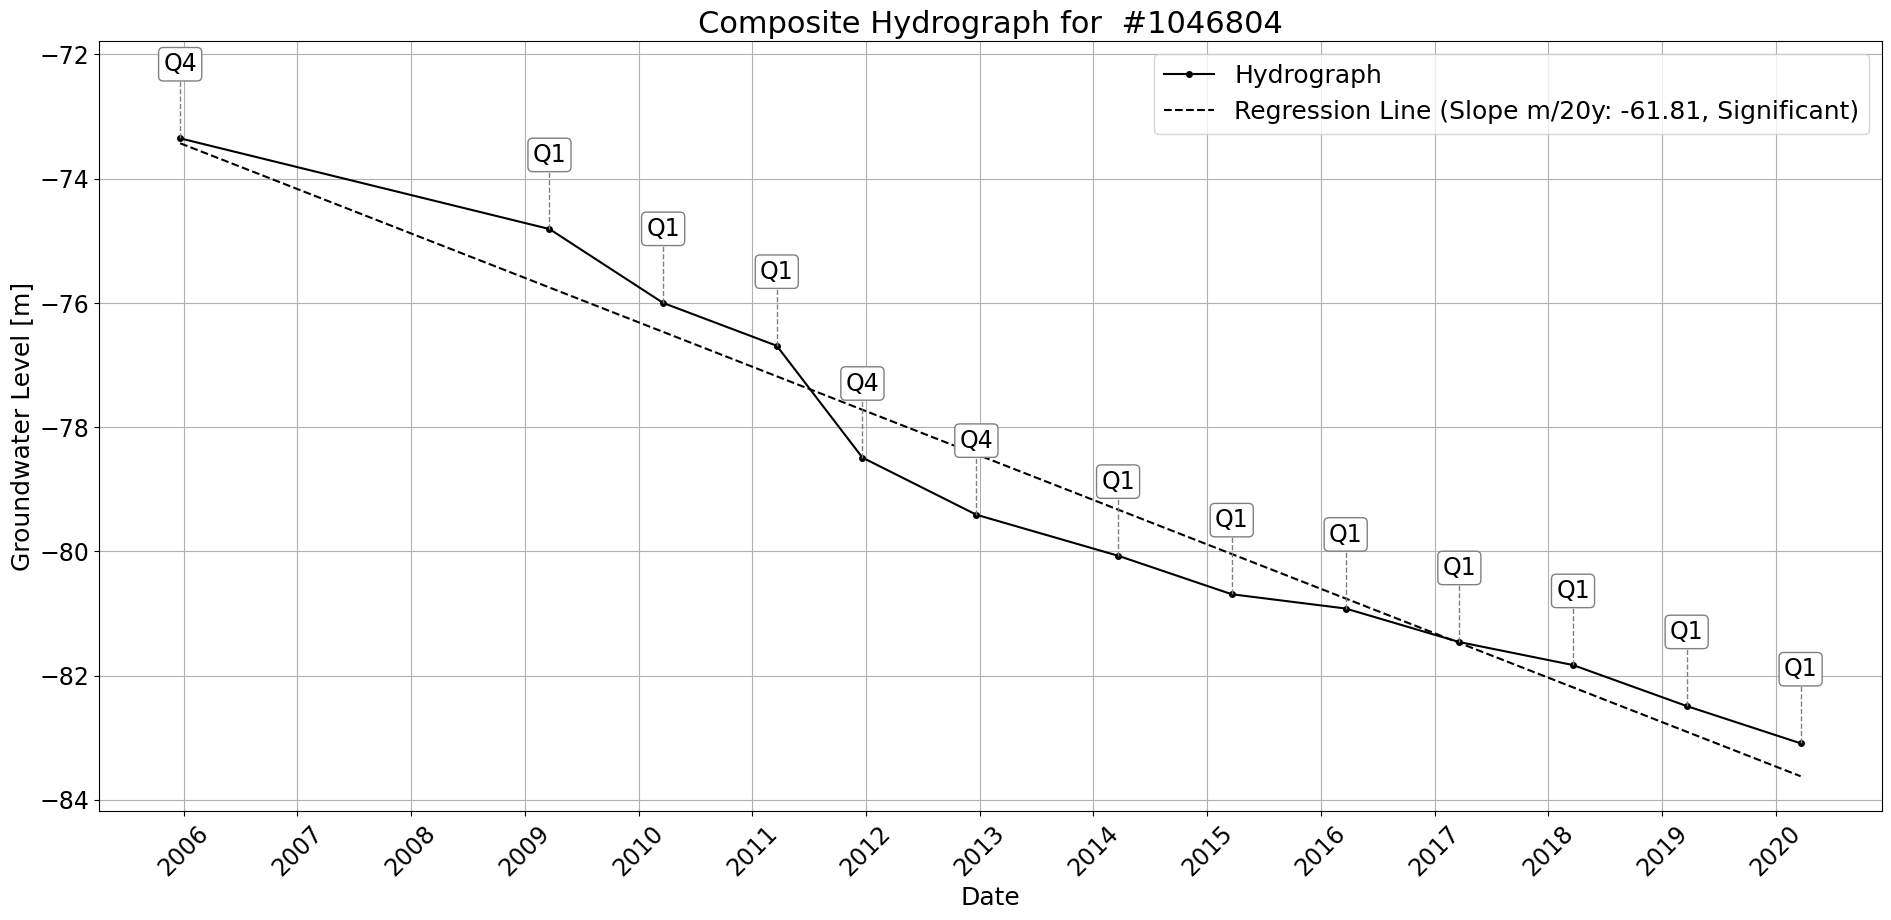 Composite Hydrograph for  #1046804
Hydrograph
Regression Line (Slope m/20y: -61.81, Significant)
Groundwater Level [m]
−72
−74
−76
−78
−80
−82
−84
Q4
Q1
Q1
Q1
Q4
Q4
Q1
Q1
Q1
Q1
Q1
Q1
Q1
2006
2007
2008
2009
2010
2011
2012
2013
2014
2015
2016
2017
2018
2019
2020
Date